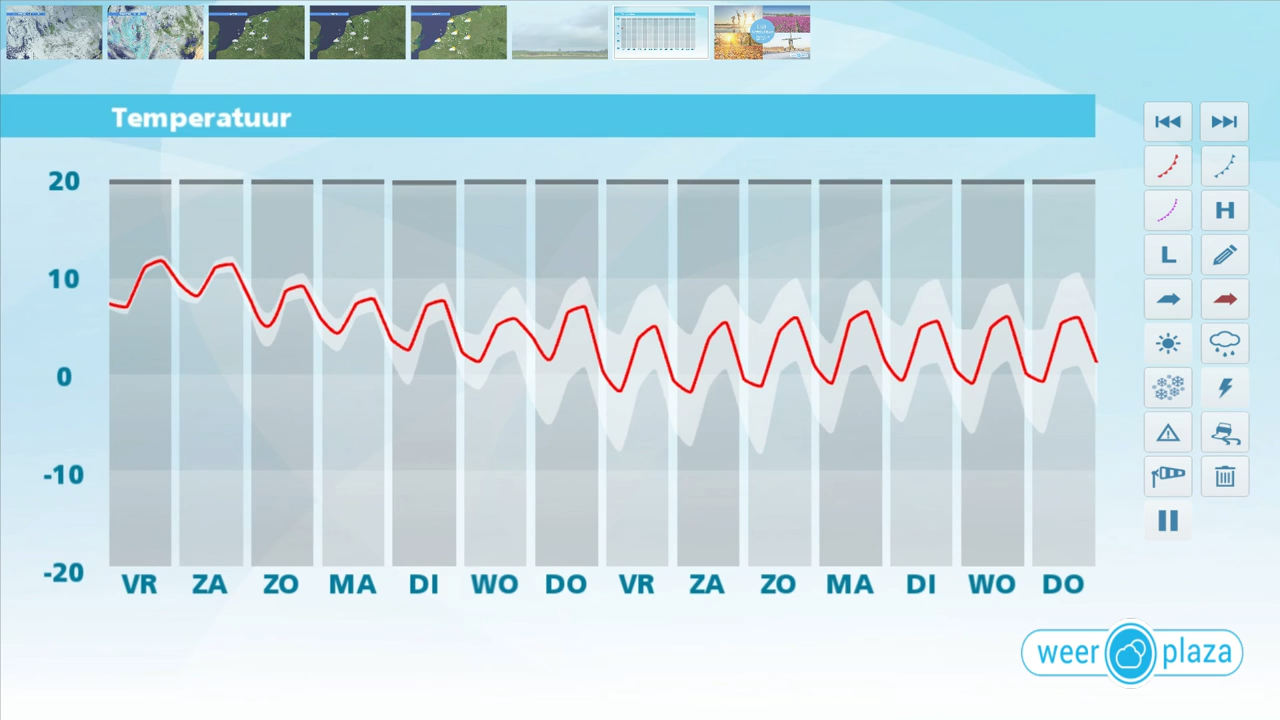 Temperatuur
20
10
0
-10
-20
VR ZA ZO MA DI WO DO VR ZA ZO MA DI WO DO
H
L
weer plaza